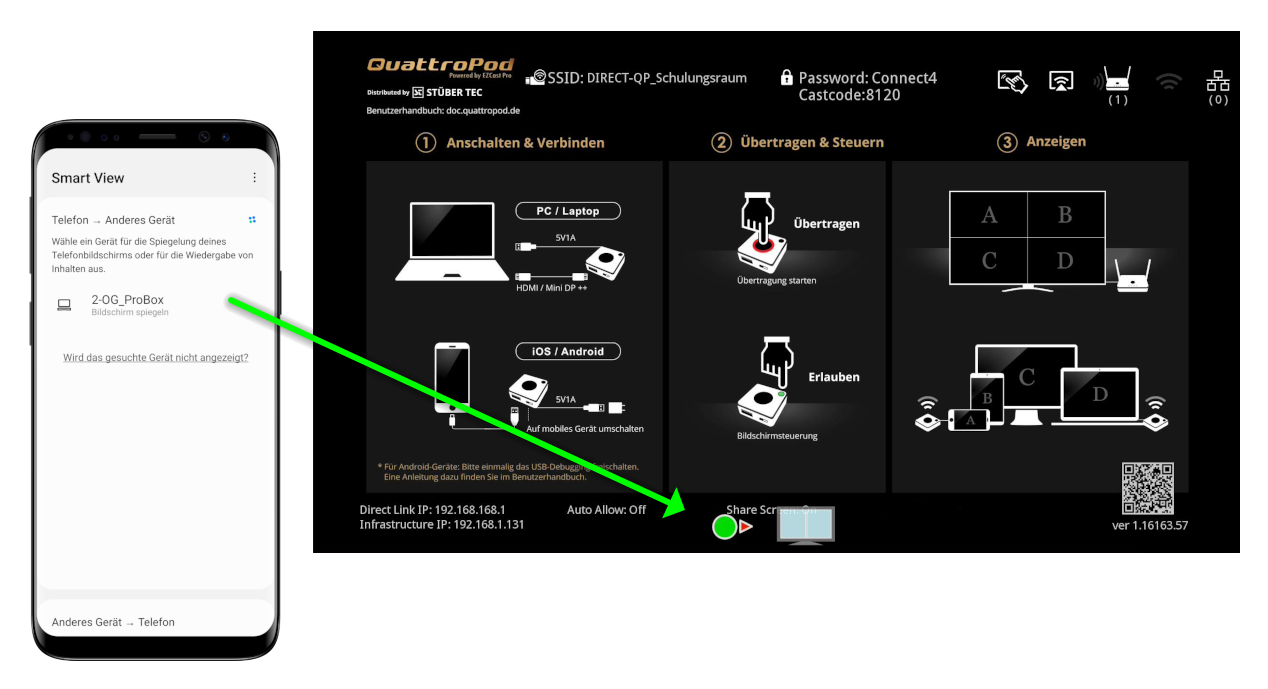 Smart View
Telefon → Anderes Gerät
Wähle ein Gerät für die Spiegelung deines
Telefonbildschirms oder für die Wiedergabe von
Inhalten aus.
2-OG_ProBox
Bildschirm spiegeln
Wird das gesuchte Gerät nicht angezeigt?
Anderes Gerät → Telefon
QuattroPod
Powered by EZCast Pro
Distributed by STÜBER TEC
Benutzerhandbuch: doc.quattropod.de
SSID: DIRECT-QP_Schulungsraum
Password: Connect4
Castcode:8120
(1)
(0)
1 Anschalten & Verbinden
PC / Laptop
5V1A
HDMI / Mini DP ++
iOS / Android
5V1A
Auf mobiles Gerät umschalten
* Für Android-Geräte: Bitte einmalig das USB-Debugging einschalten.
Eine Anleitung dazu finden Sie im Benutzerhandbuch.
2 Übertragen & Steuern
Übertragen
Übertragung starten
Erlauben
Bildschirmsteuerung
3 Anzeigen
A B
C D
A B C D
Direct Link IP: 192.168.168.1
Infrastructure IP: 192.168.1.131
Auto Allow: Off
Share Screen: On
ver 1.16163.57